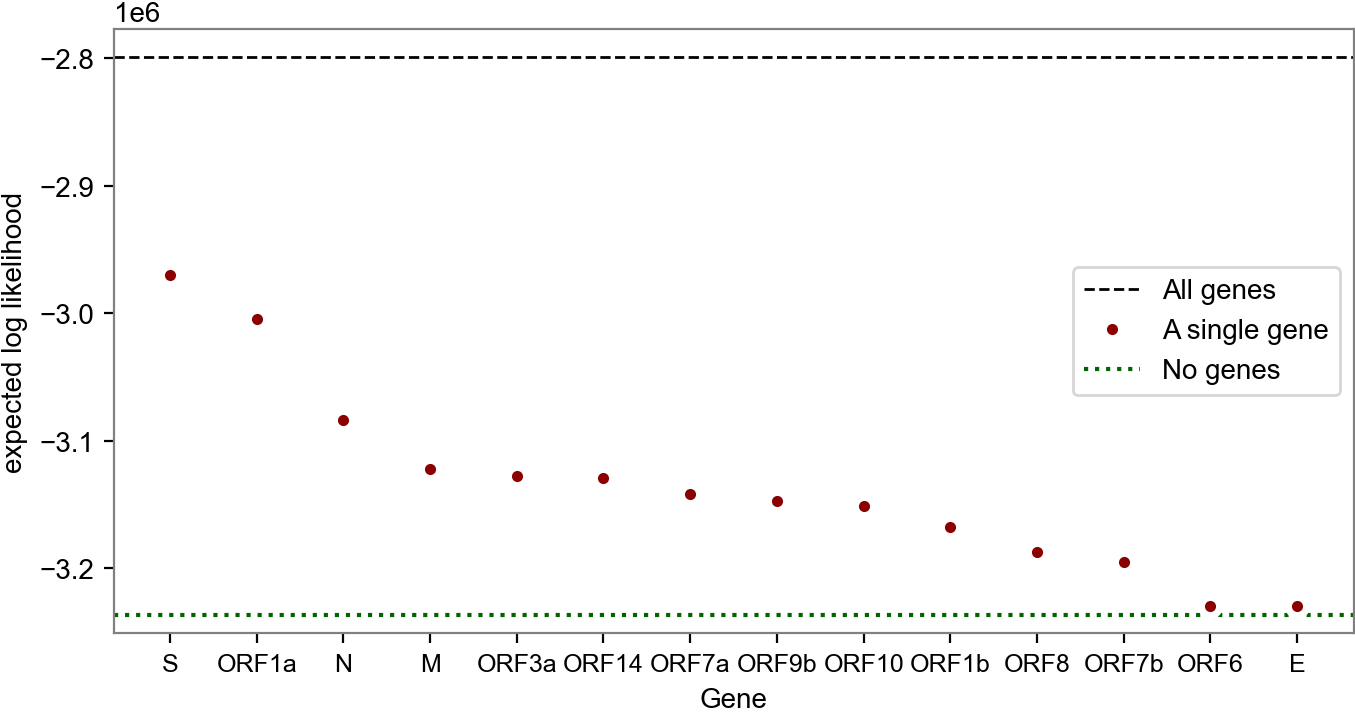 1e6
−2.8
−2.9
−3.0
−3.1
−3.2
expected log likelihood
All genes
A single gene
No genes
S ORF1a N M ORF3a ORF14 ORF7a ORF9b ORF10 ORF1b ORF8 ORF7b ORF6 E
Gene